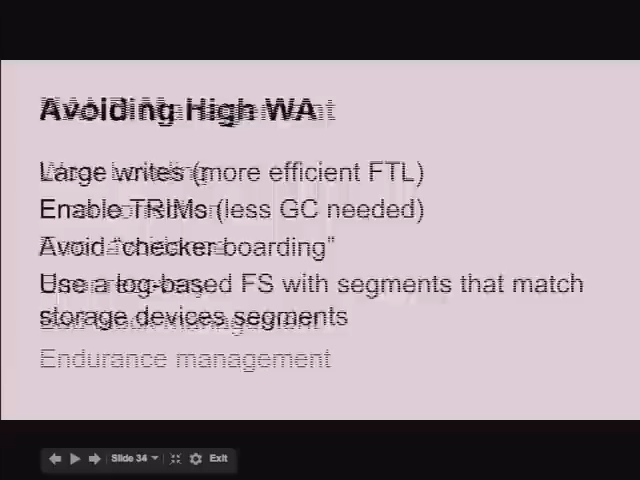 Avoiding High WA
Large writes (more efficient FTL)
Enable TRIMs (less GC needed)
Avoid "checker boarding"
Use a log-based FS with segments that match
storage devices segments
Endurance management
Slide 34
Exit